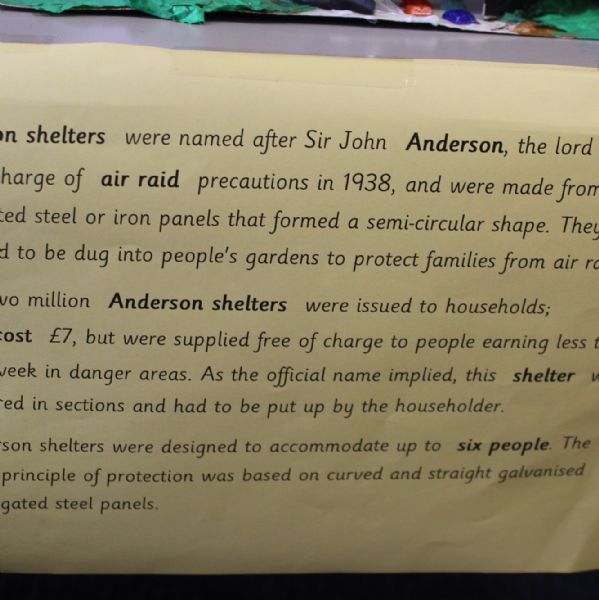 on shelters were named after Sir John Anderson, the lord
harge of air raid precautions in 1938, and were made from
ted steel or iron panels that formed a semi-circular shape. They
d to be dug into people's gardens to protect families from air ra
wo million Anderson shelters were issued to households;
cost £7, but were supplied free of charge to people earning less t
week in danger areas. As the official name implied, this shelter w
red in sections and had to be put up by the householder.
rson shelters were designed to accommodate up to six people. The
principle of protection was based on curved and straight galvanised
gated steel panels.